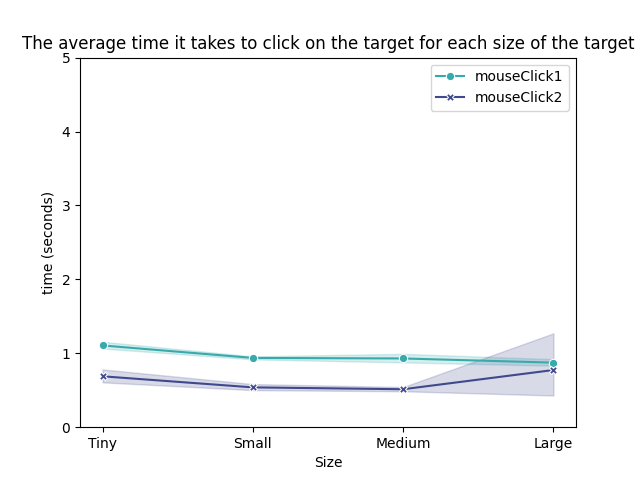 The average time it takes to click on the target for each size of the target
5
mouseClick1
mouseClick2
4
3
time (seconds)
2
1
0
Tiny Small Medium Large
Size